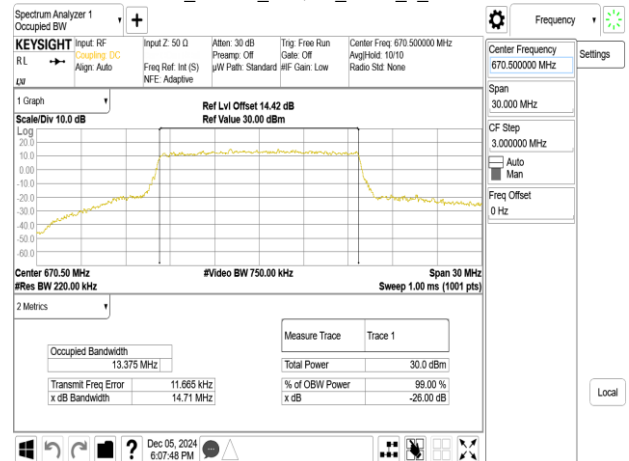 Spectrum Analyzer 1
Occupied BW
+
Frequency
KEYSIGHT
RL
LXI
Input: RF
Coupling: DC
Align: Auto
Input Z: 50 Ω
Freq Ref: Int (S)
NFE: Adaptive
Atten: 30 dB
Preamp: Off
µW Path: Standard
Trig: Free Run
Gate: Off
#IF Gain: Low
Center Freq: 670.500000 MHz
Avg|Hold: 10/10
Radio Std: None
Center Frequency
670.500000 MHz
Settings
Span
30.000 MHz
CF Step
3.000000 MHz
Auto
Man
Freq Offset
0 Hz
Local
1 Graph
Scale/Div 10.0 dB
Ref Lvl Offset 14.42 dB
Ref Value 30.00 dBm
Log
20.0
10.0
0.00
-10.0
-20.0
-30.0
-40.0
-50.0
-60.0
Center 670.50 MHz
#Video BW 750.00 kHz
Span 30 MHz
#Res BW 220.00 kHz
Sweep 1.00 ms (1001 pts)
2 Metrics
Measure Trace
Trace 1
Occupied Bandwidth
13.375 MHz
Total Power
30.0 dBm
Transmit Freq Error
11.665 kHz
% of OBW Power
99.00 %
x dB Bandwidth
14.71 MHz
x dB
-26.00 dB
?
Dec 05, 2024
6:07:48 PM